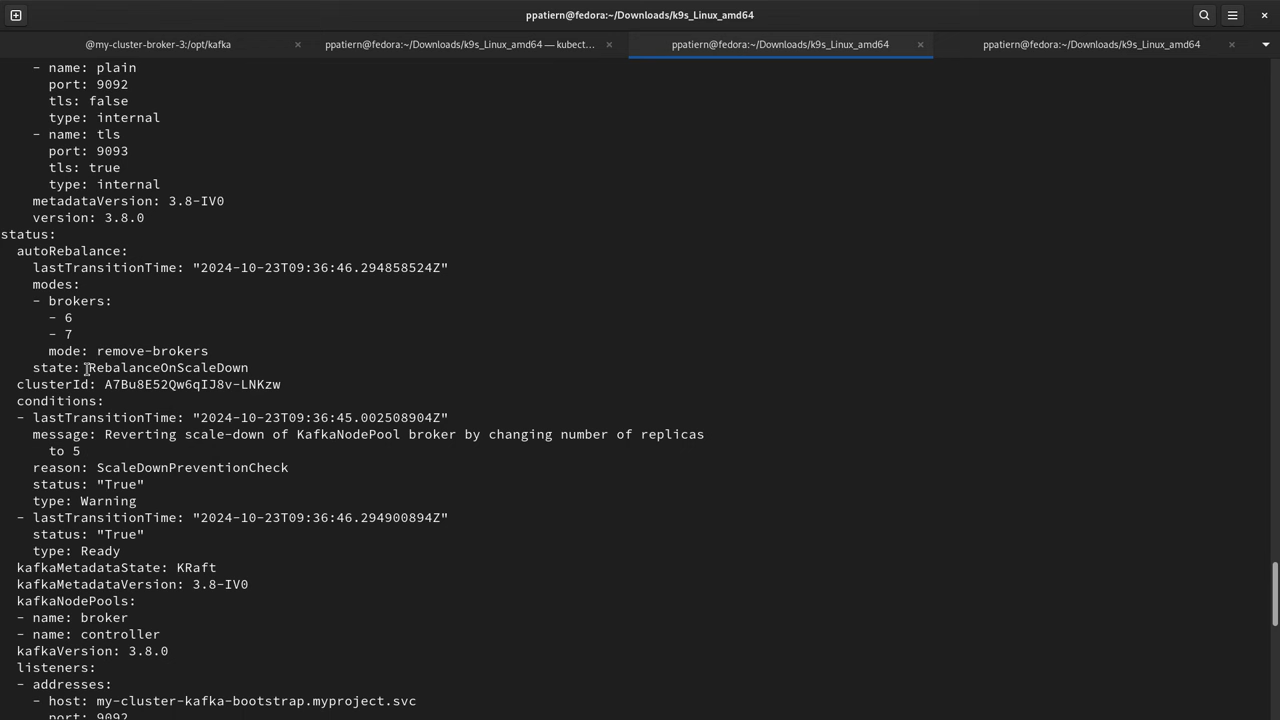 ppatiern@fedora:~/Downloads/k9s_Linux_amd64
@my-cluster-broker-3:/opt/kafka
ppatiern@fedora:~/Downloads/k9s_Linux_amd64 — kubect...
ppatiern@fedora:~/Downloads/k9s_Linux_amd64
ppatiern@fedora:~/Downloads/k9s_Linux_amd64
    - name: plain
      port: 9092
      tls: false
      type: internal
    - name: tls
      port: 9093
      tls: true
      type: internal
    metadataVersion: 3.8-IV0
    version: 3.8.0
status:
  autoRebalance:
    lastTransitionTime: "2024-10-23T09:36:46.294858524Z"
    modes:
    - brokers:
      - 6
      - 7
      mode: remove-brokers
    state: RebalanceOnScaleDown
  clusterId: A7Bu8E52Qw6qIJ8v-LNKzw
  conditions:
  - lastTransitionTime: "2024-10-23T09:36:45.002508904Z"
    message: Reverting scale-down of KafkaNodePool broker by changing number of replicas
      to 5
    reason: ScaleDownPreventionCheck
    status: "True"
    type: Warning
  - lastTransitionTime: "2024-10-23T09:36:46.294900894Z"
    status: "True"
    type: Ready
  kafkaMetadataState: KRaft
  kafkaMetadataVersion: 3.8-IV0
  kafkaNodePools:
  - name: broker
  - name: controller
  kafkaVersion: 3.8.0
  listeners:
  - addresses:
    - host: my-cluster-kafka-bootstrap.myproject.svc
      port: 9092